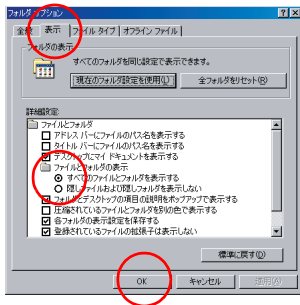 フォルダ オプション
全般 表示 ファイル タイプ オフライン ファイル
フォルダの表示
すべてのフォルダを同じ設定で表示できます。
現在のフォルダ設定を使用(L) 全フォルダをリセット(R)
詳細設定:
ファイルとフォルダ
アドレス バーにファイルのパス名を表示する
タイトル バーにファイルのパス名を表示する
デスクトップにマイ ドキュメントを表示する
ファイルとフォルダの表示
すべてのファイルとフォルダを表示する
隠しファイルおよび隠しフォルダを表示しない
フォルダとデスクトップの項目の説明をポップアップで表示する
圧縮されているファイルとフォルダを別の色で表示する
各フォルダの表示設定を保存する
登録されているファイルの拡張子は表示しない
標準に戻す(D)
OK キャンセル 適用(A)